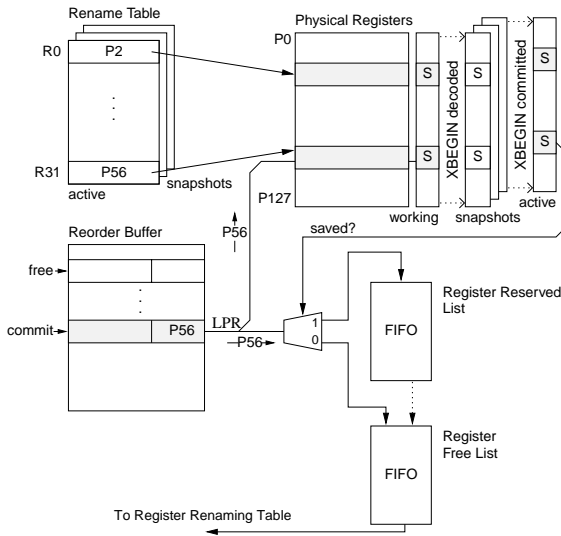 Rename Table
R0
P2
R31
P56
active
snapshots
Physical Registers
P0
P127
S
S
working
XBEGIN decoded
S
S
snapshots
XBEGIN committed
S
S
active
P56
saved?
Reorder Buffer
free
commit
P56
LPR
P56
1
0
FIFO
Register Reserved
List
FIFO
Register
Free List
To Register Renaming Table